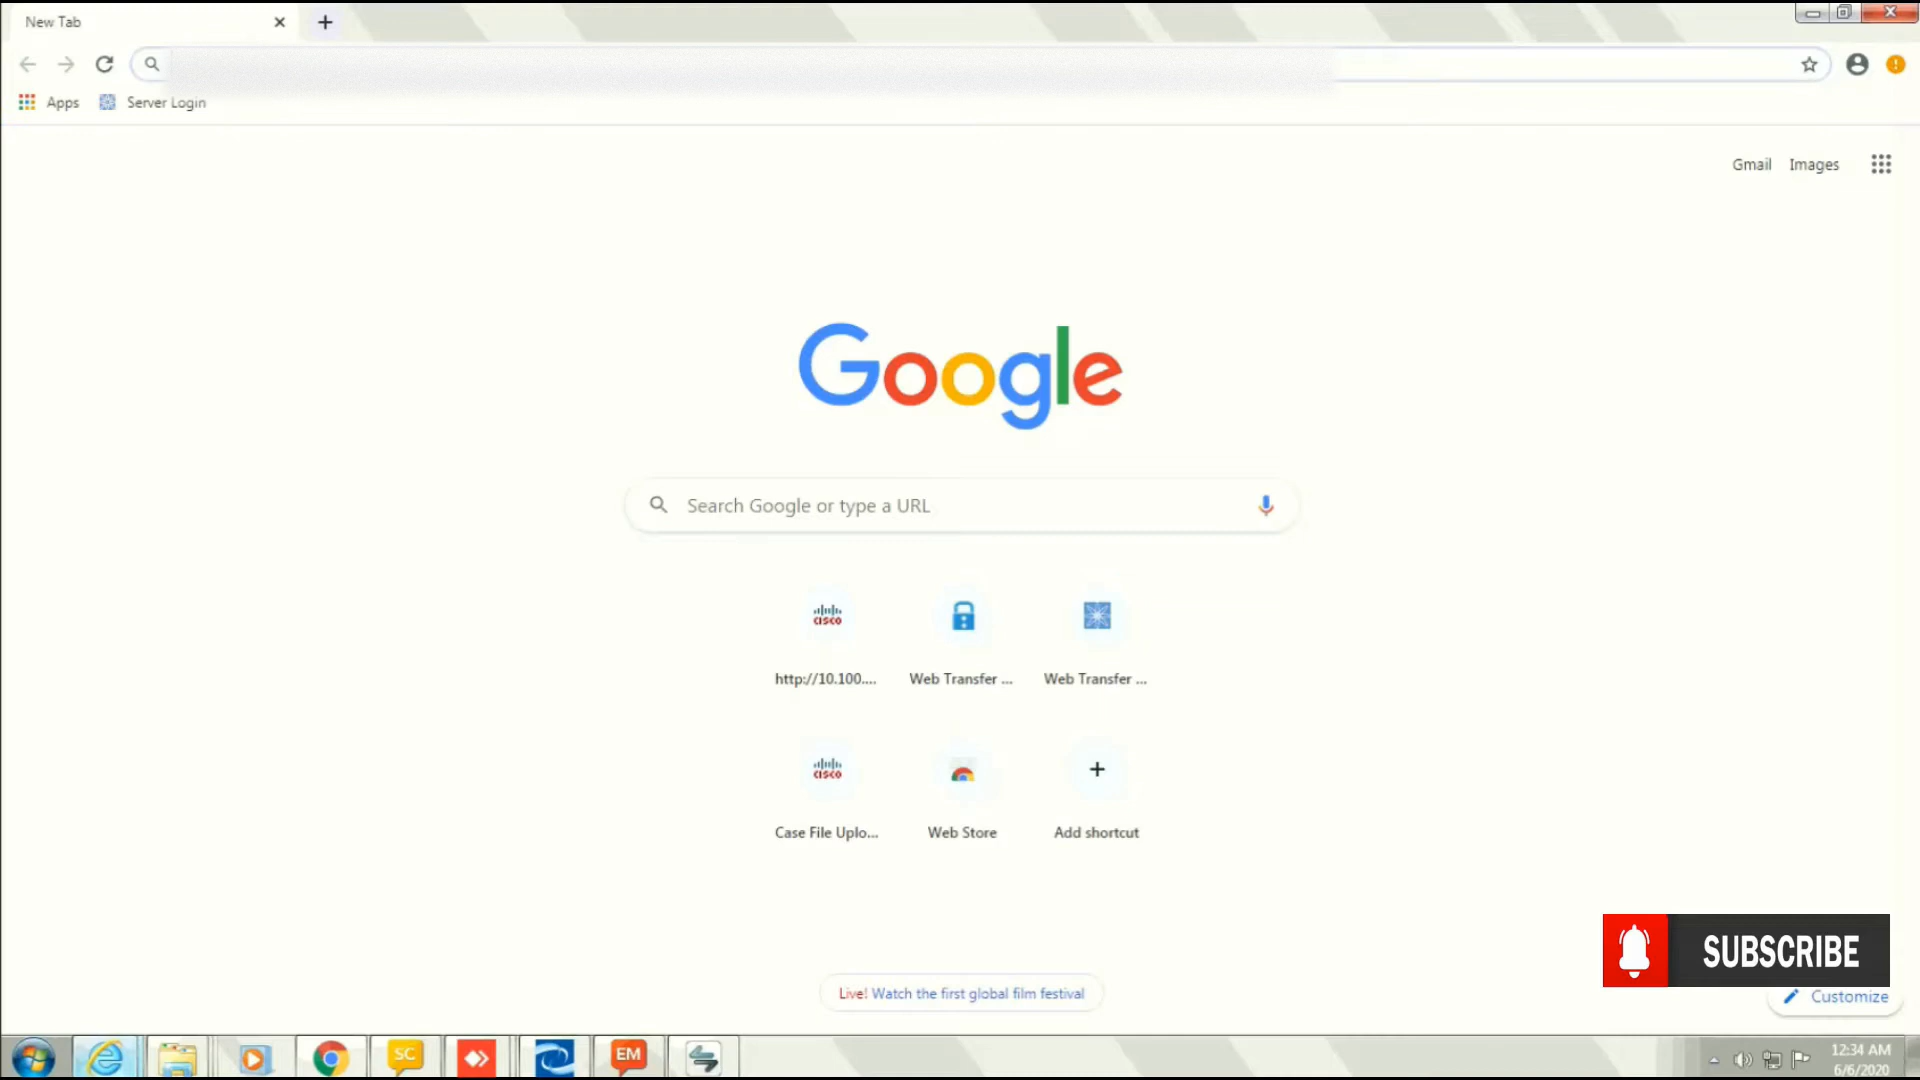 New Tab
Apps
Server Login
Gmail Images
Google
Search Google or type a URL
cisco
http://10.100....
Web Transfer ...
Web Transfer ...
cisco
Case File Uplo...
Web Store
Add shortcut
SUBSCRIBE
Live! Watch the first global film festival
Customize
SC
EM
12:34 AM
6/6/2020